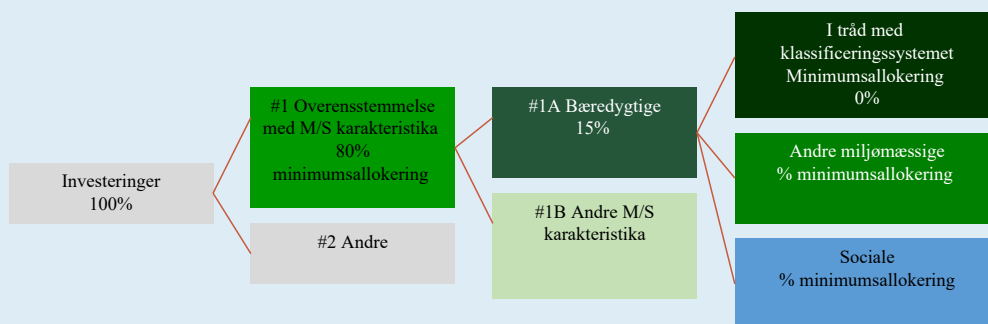 Investeringer
100%
#1 Overensstemmelse
med M/S karakteristika
80%
minimumsallokering
#2 Andre
#1A Bæredygtige
15%
#1B Andre M/S
karakteristika
I tråd med
klassificeringssystemet
Minimumsallokering
0%
Andre miljømæssige
% minimumsallokering
Sociale
% minimumsallokering